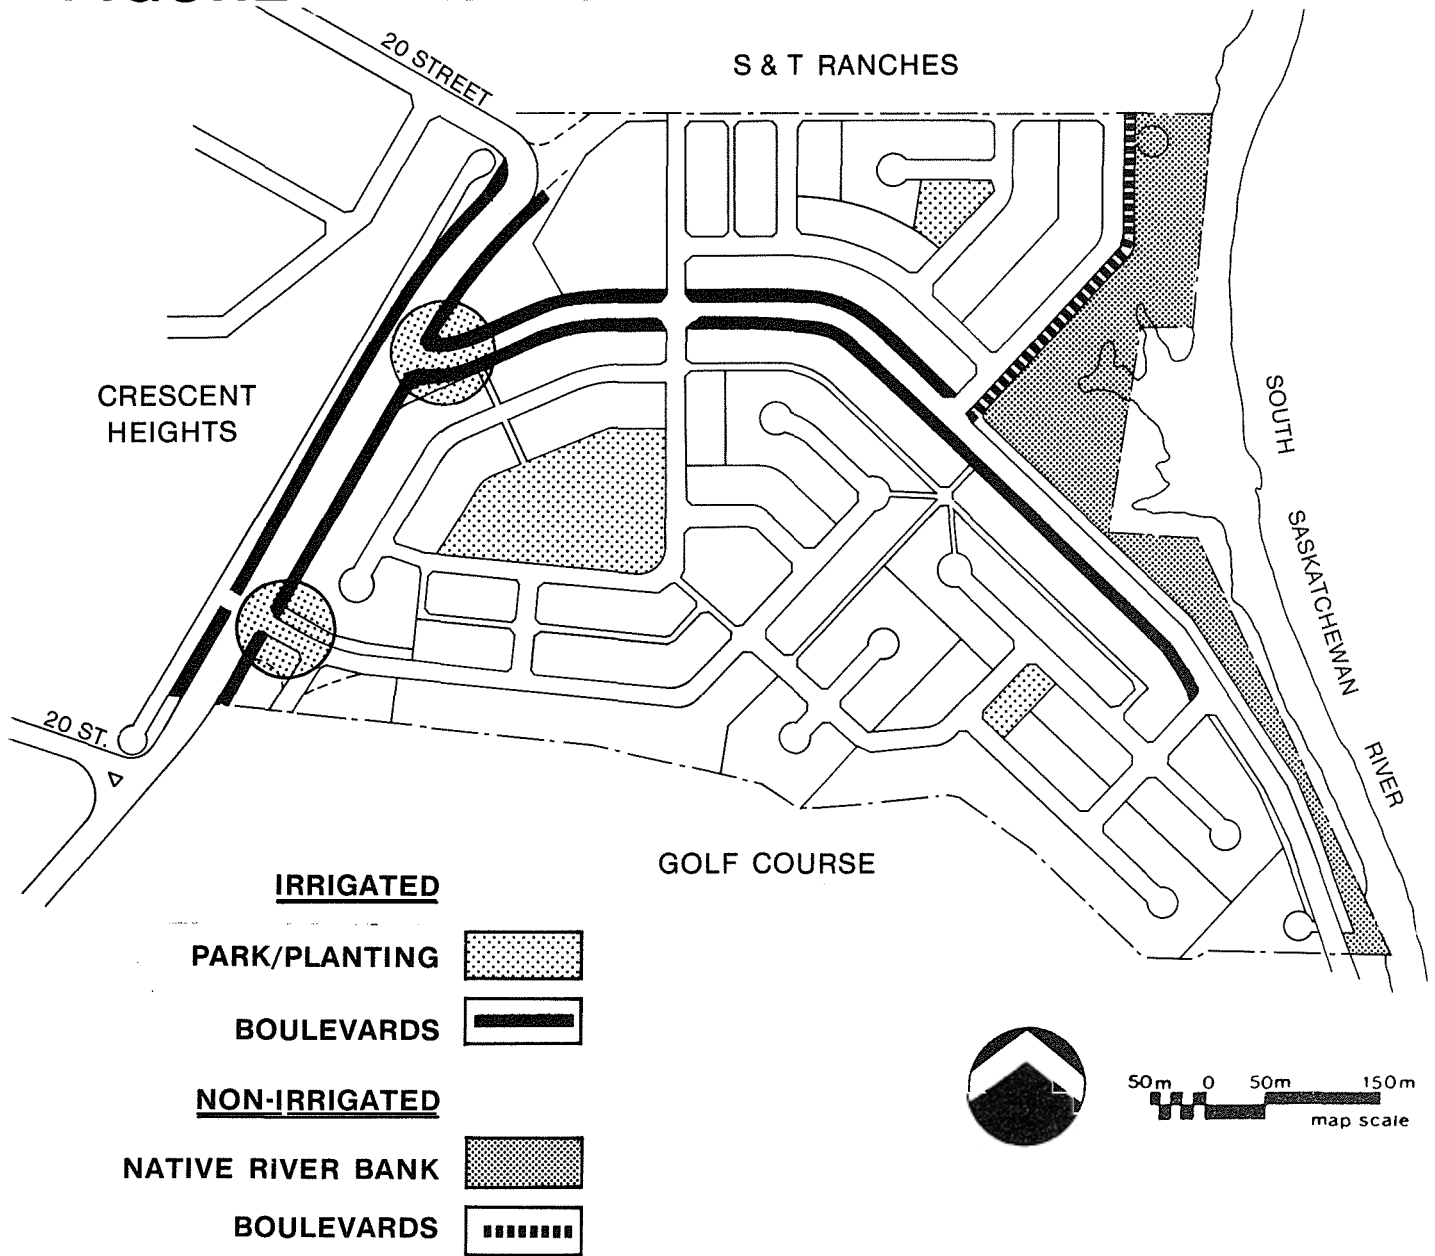 20 STREET
S & T RANCHES
CRESCENT
HEIGHTS
SOUTH
SASKATCHEWAN
RIVER
20 ST.
GOLF COURSE
IRRIGATED
PARK/PLANTING
BOULEVARDS
NON-IRRIGATED
NATIVE RIVER BANK
BOULEVARDS
50m 0 50m 150m
map scale